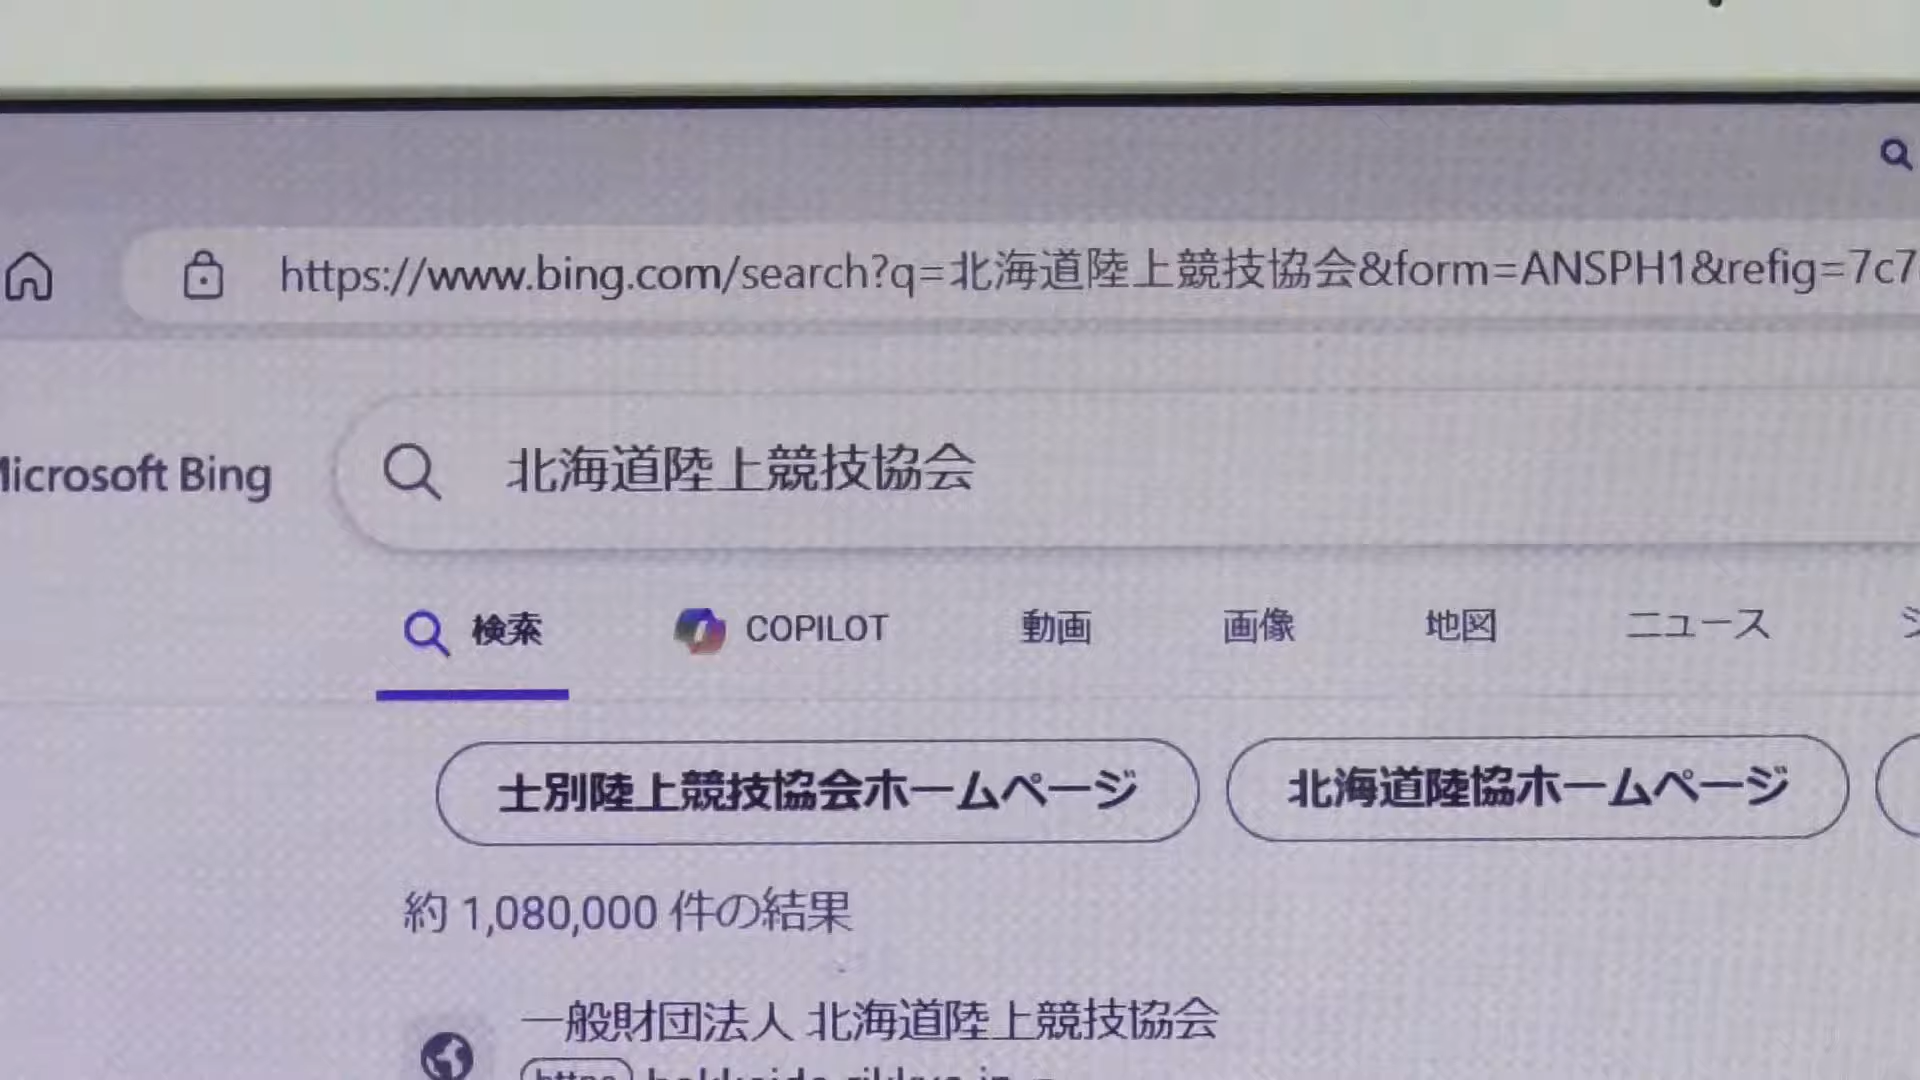 https://www.bing.com/search?q=北海道陸上競技協会&form=ANSPH1&refig=7c7
Microsoft Bing
北海道陸上競技協会
検索 COPILOT 動画 画像 地図 ニュース
士別陸上競技協会ホームページ 北海道陸協ホームページ
約 1,080,000 件の結果
一般財団法人 北海道陸上競技協会